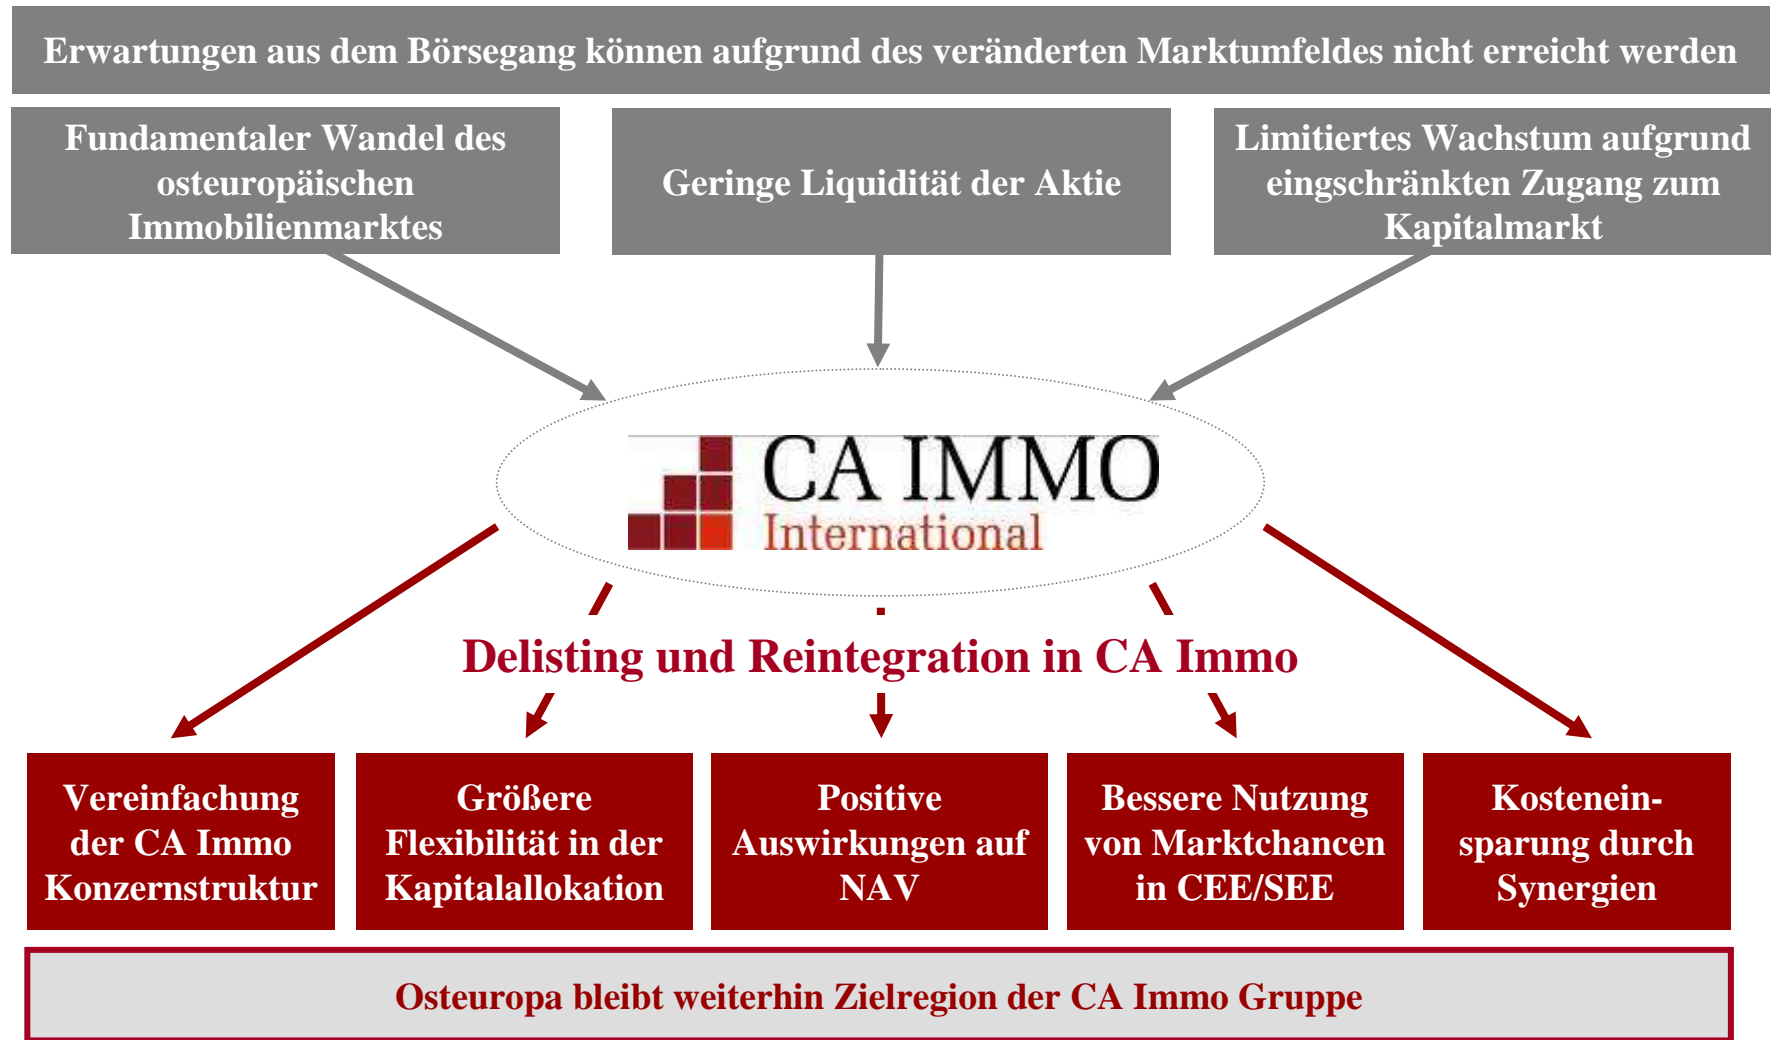 Erwartungen aus dem Börsegang können aufgrund des veränderten Marktumfeldes nicht erreicht werden
Fundamentaler Wandel des
osteuropäischen
Immobilienmarktes
Geringe Liquidität der Aktie
Limitiertes Wachstum aufgrund
eingschränkten Zugang zum
Kapitalmarkt
CA IMMO
International
Delisting und Reintegration in CA Immo
Vereinfachung
der CA Immo
Konzernstruktur
Größere
Flexibilität in der
Kapitalallokation
Positive
Auswirkungen auf
NAV
Bessere Nutzung
von Marktchancen
in CEE/SEE
Kostenein-
sparung durch
Synergien
Osteuropa bleibt weiterhin Zielregion der CA Immo Gruppe